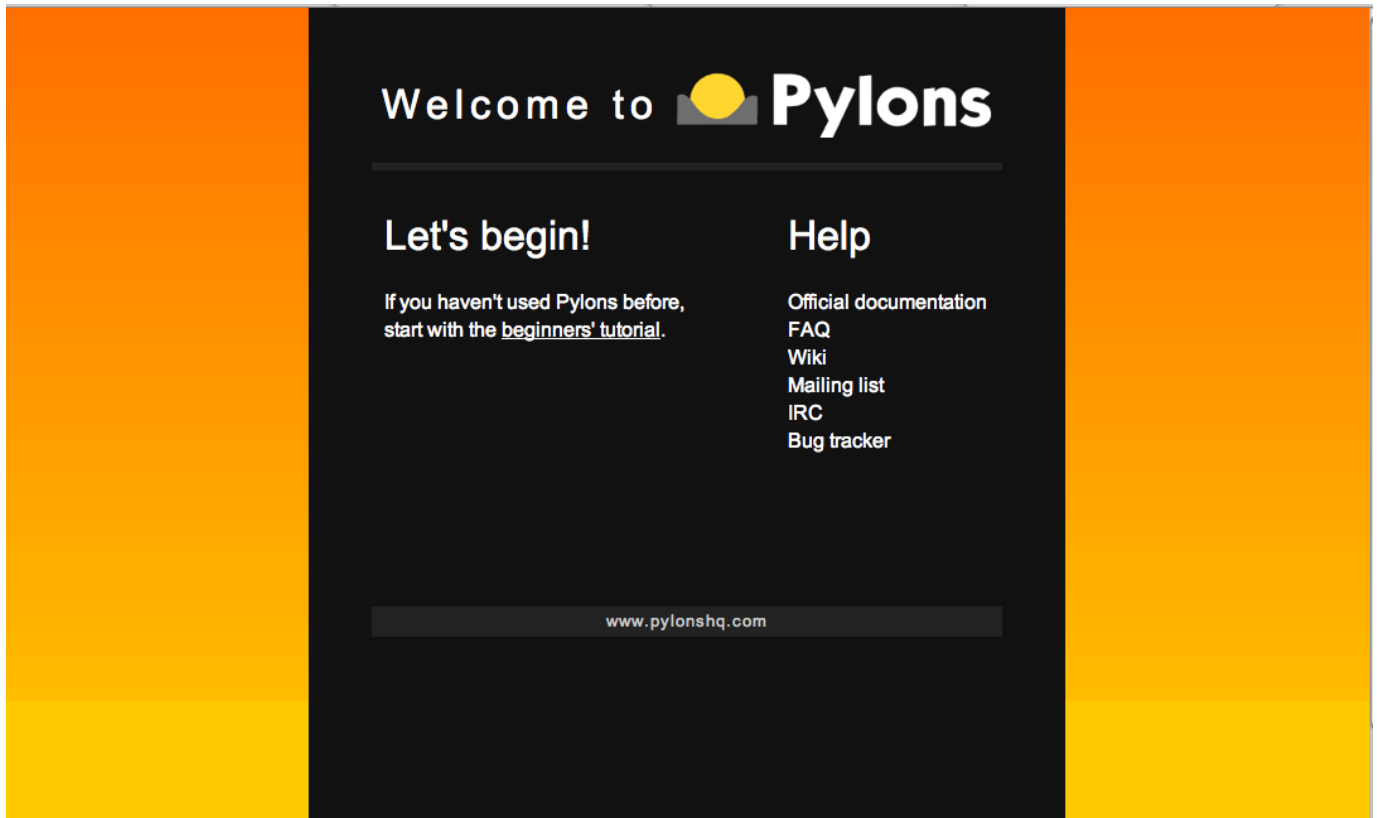 Welcome to Pylons
Let's begin!
If you haven't used Pylons before,
start with the beginners' tutorial.
Help
Official documentation
FAQ
Wiki
Mailing list
IRC
Bug tracker
www.pylonshq.com